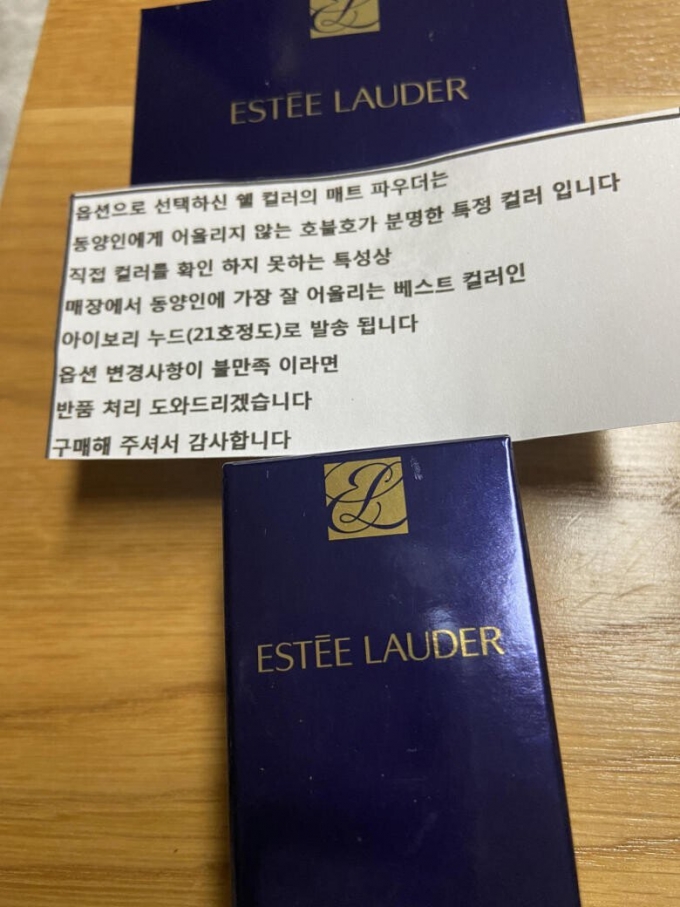 ESTĒE LAUDER
옵션으로 선택하신 쉘 컬러의 매트 파우더는
동양인에게 어울리지 않는 호불호가 분명한 특정 컬러 입니다
직접 컬러를 확인 하지 못하는 특성상
매장에서 동양인에 가장 잘 어울리는 베스트 컬러인
아이보리 누드(21호정도)로 발송 됩니다
옵션 변경사항이 불만족 이라면
반품 처리 도와드리겠습니다
구매해 주셔서 감사합니다
EL
ESTĒE LAUDER